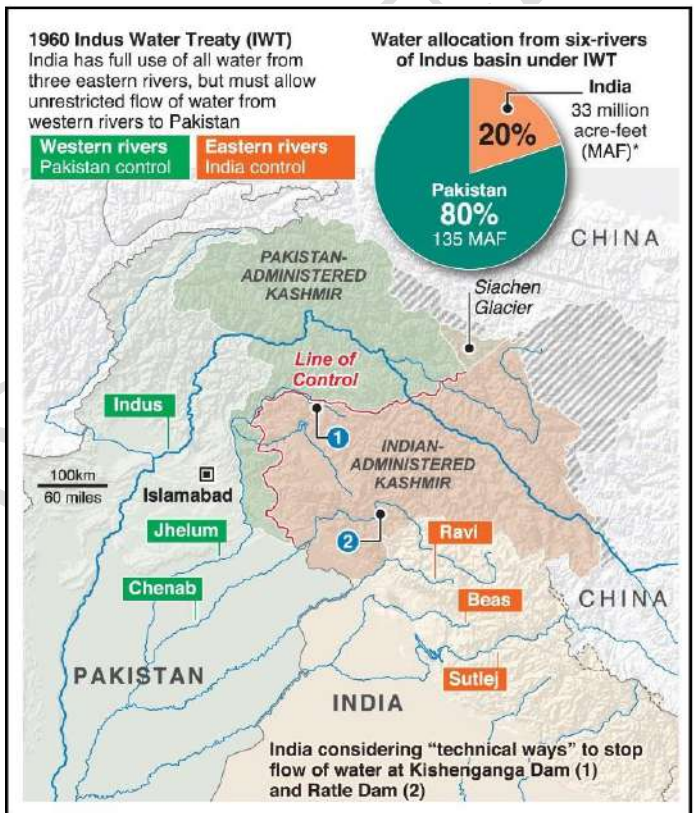 1960 Indus Water Treaty (IWT)
India has full use of all water from
three eastern rivers, but must allow
unrestricted flow of water from
western rivers to Pakistan
Western rivers
Pakistan control
Eastern rivers
India control
Water allocation from six-rivers
of Indus basin under IWT
India
33 million
acre-feet
(MAF)*
20%
Pakistan
80%
135 MAF
CHINA
PAKISTAN-
ADMINISTERED
KASHMIR
Siachen
Glacier
Line of
Control
Indus
1
INDIAN-
ADMINISTERED
KASHMIR
100km
60 miles
Islamabad
2
Jhelum
Ravi
Chenab
Beas
CHINA
PAKISTAN
Sutlej
INDIA
India considering “technical ways” to stop
flow of water at Kishenganga Dam (1)
and Ratle Dam (2)